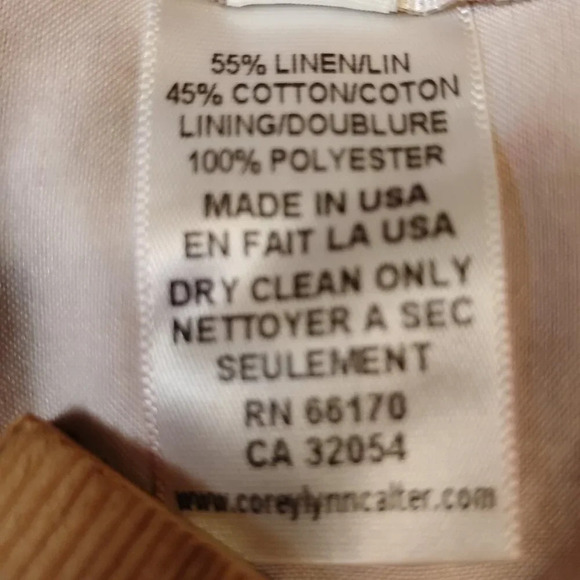 55% LINEN/LIN
45% COTTON/COTON
LINING/DOUBLURE
100% POLYESTER
MADE IN USA
EN FAIT LA USA
DRY CLEAN ONLY
NETTOYER A SEC
SEULEMENT
RN 66170
CA 32054
www.coreylynncalter.com